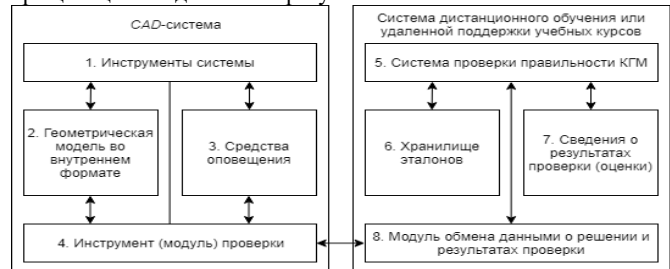 CAD-система
1. Инструменты системы
2. Геометрическая
модель во
внутреннем
формате
3. Средства
оповещения
4. Инструмент (модуль) проверки
Система дистанционного обучения или
удаленной поддержки учебных курсов
5. Система проверки правильности КГМ
6. Хранилище
эталонов
7. Сведения о
результатах
проверки (оценки)
8. Модуль обмена данными о решении и
результатах проверки